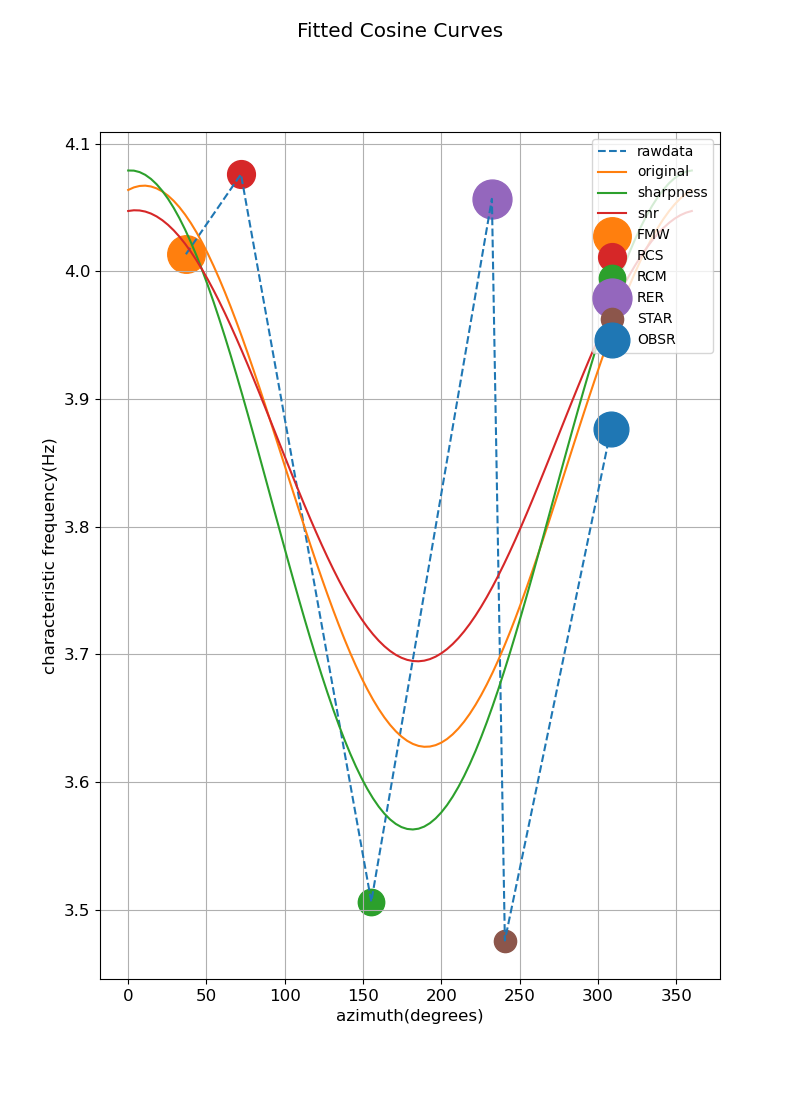 Fitted Cosine Curves
4.1
4.0
3.9
3.8
3.7
3.6
3.5
characteristic frequency(Hz)
0 50 100 150 200 250 300 350
azimuth(degrees)
rawdata
original
sharpness
snr
FMW
RCS
RCM
RER
STAR
OBSR